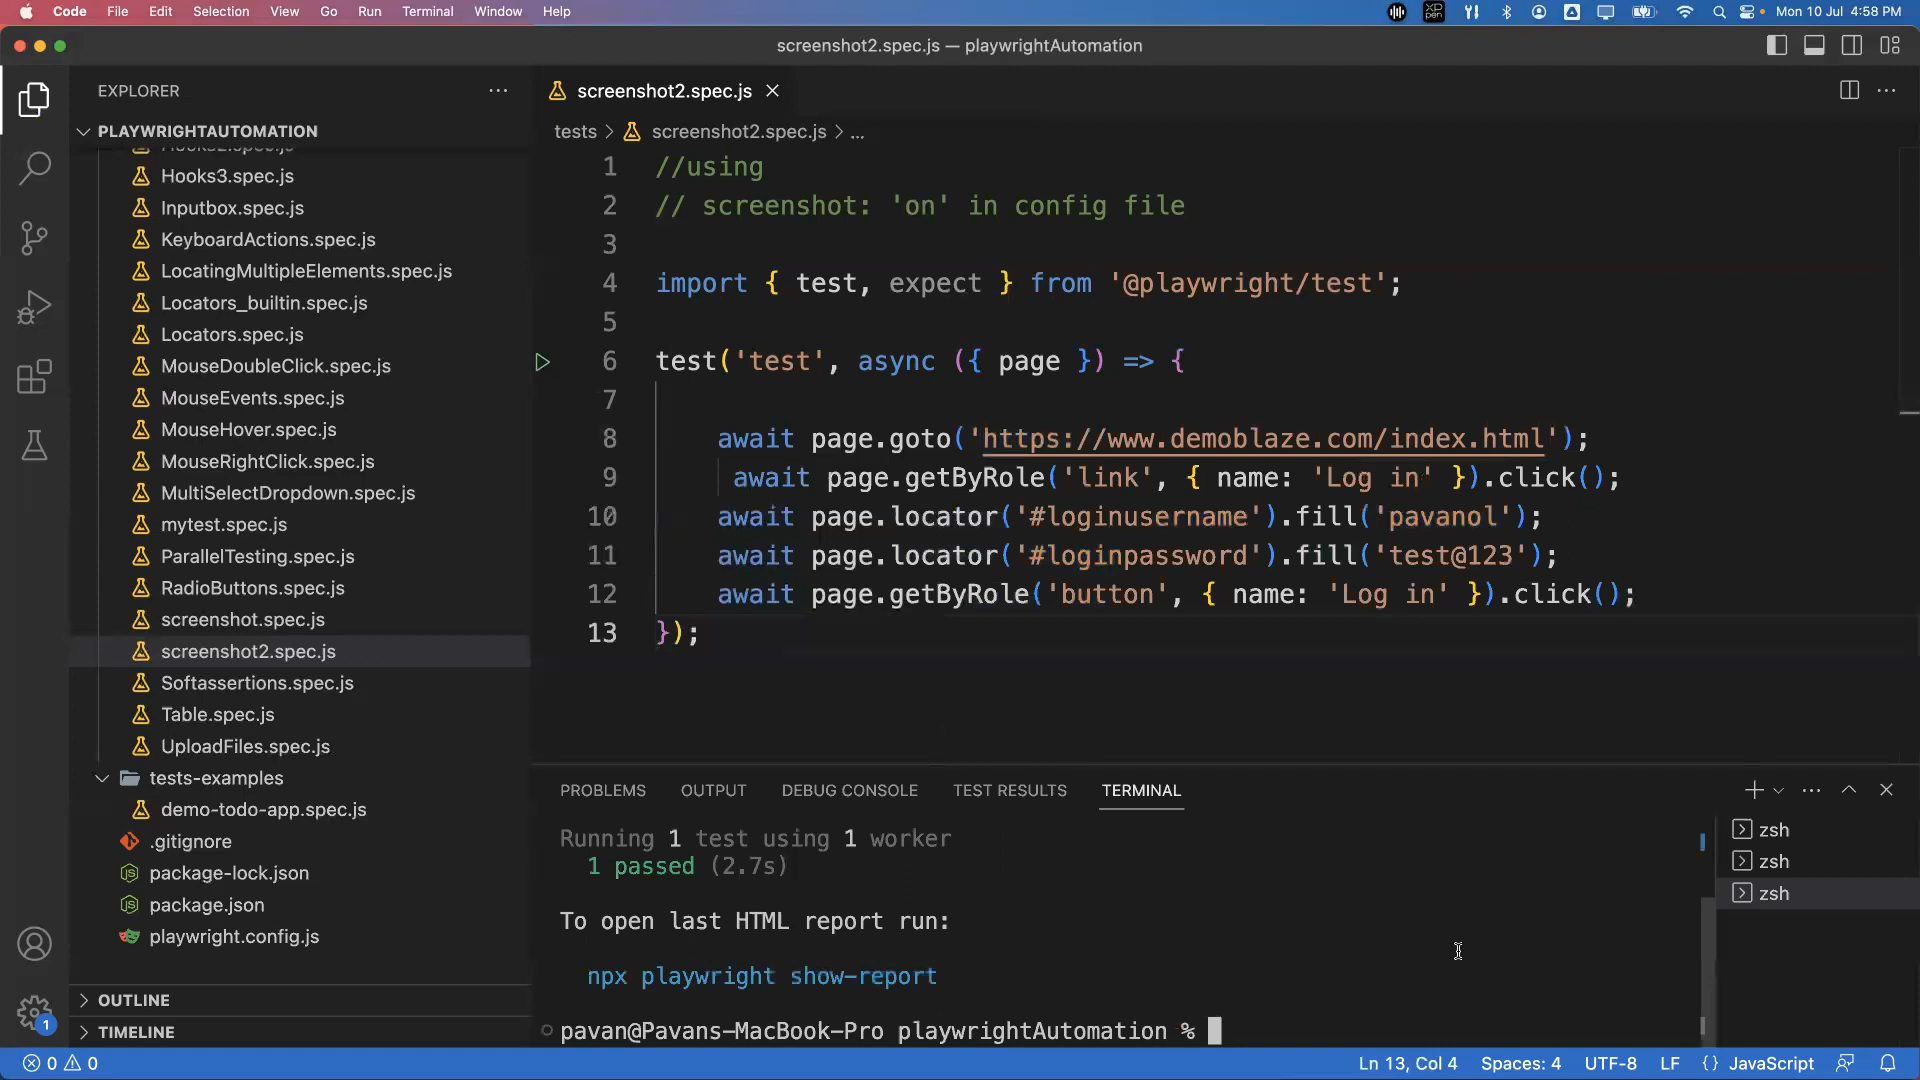 Code File Edit Selection View Go Run Terminal Window Help
XP pen
Mon 10 Jul 4:58 PM
screenshot2.spec.js — playwrightAutomation
EXPLORER
PLAYWRIGHTAUTOMATION
Hooks2.spec.js
Hooks3.spec.js
Inputbox.spec.js
KeyboardActions.spec.js
LocatingMultipleElements.spec.js
Locators_builtin.spec.js
Locators.spec.js
MouseDoubleClick.spec.js
MouseEvents.spec.js
MouseHover.spec.js
MouseRightClick.spec.js
MultiSelectDropdown.spec.js
mytest.spec.js
ParallelTesting.spec.js
RadioButtons.spec.js
screenshot.spec.js
screenshot2.spec.js
Softassertions.spec.js
Table.spec.js
UploadFiles.spec.js
tests-examples
demo-todo-app.spec.js
.gitignore
package-lock.json
package.json
playwright.config.js
OUTLINE
TIMELINE
1
screenshot2.spec.js
tests > screenshot2.spec.js > ...
1 //using
2 // screenshot: 'on' in config file
3
4 import { test, expect } from '@playwright/test';
5
6 test('test', async ({ page }) => {
7
8 await page.goto('https://www.demoblaze.com/index.html');
9 await page.getByRole('link', { name: 'Log in' }).click();
10 await page.locator('#loginusername').fill('pavanol');
11 await page.locator('#loginpassword').fill('test@123');
12 await page.getByRole('button', { name: 'Log in' }).click();
13 });
PROBLEMS OUTPUT DEBUG CONSOLE TEST RESULTS TERMINAL
Running 1 test using 1 worker
1 passed (2.7s)
To open last HTML report run:
npx playwright show-report
pavan@Pavans-MacBook-Pro playwrightAutomation %
zsh
zsh
zsh
0 0
Ln 13, Col 4 Spaces: 4 UTF-8 LF {} JavaScript